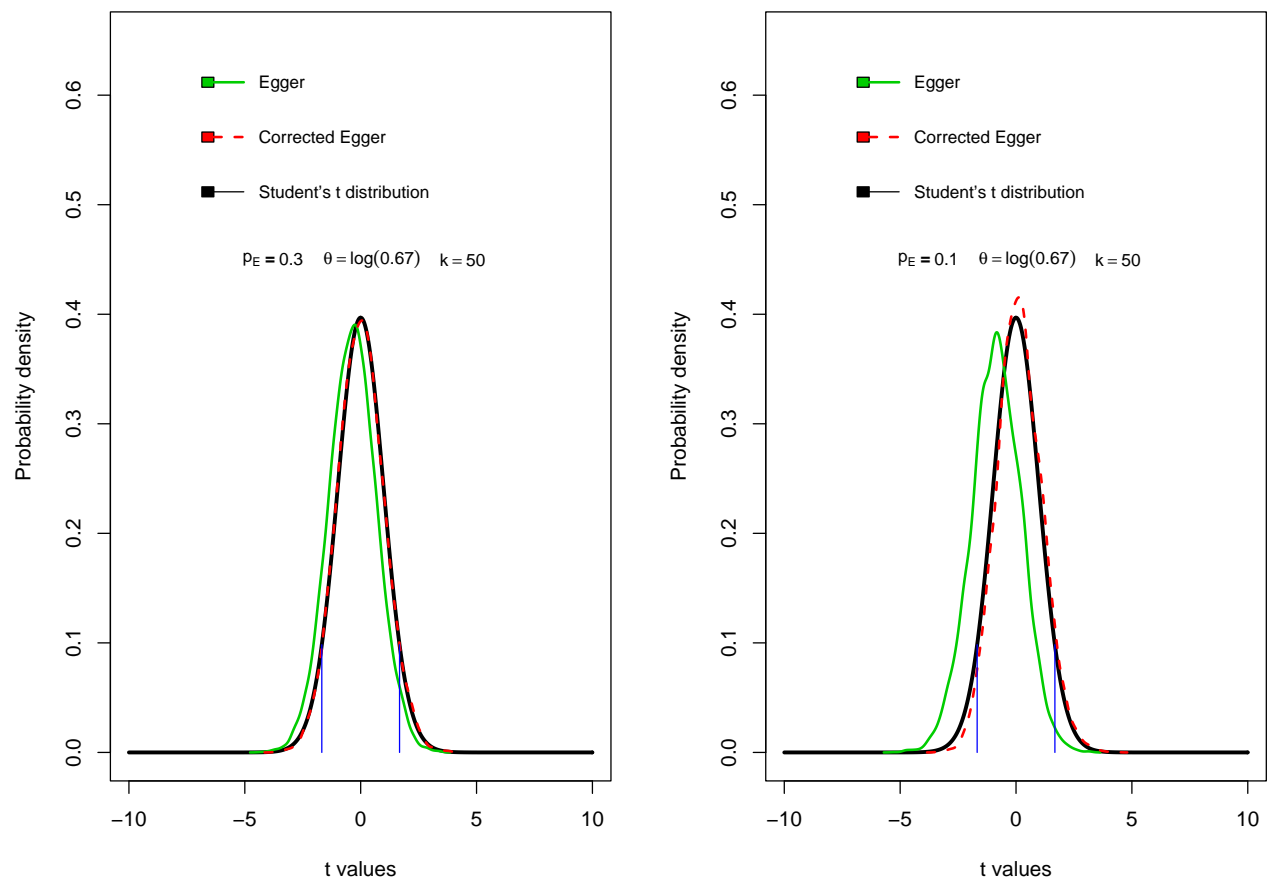 Egger
Corrected Egger
Student's t distribution
pE = 0.3 θ = log(0.67) k = 50
Probability density
0.6
0.5
0.4
0.3
0.2
0.1
0.0
−10 −5 0 5 10
t values
Egger
Corrected Egger
Student's t distribution
pE = 0.1 θ = log(0.67) k = 50
Probability density
0.6
0.5
0.4
0.3
0.2
0.1
0.0
−10 −5 0 5 10
t values